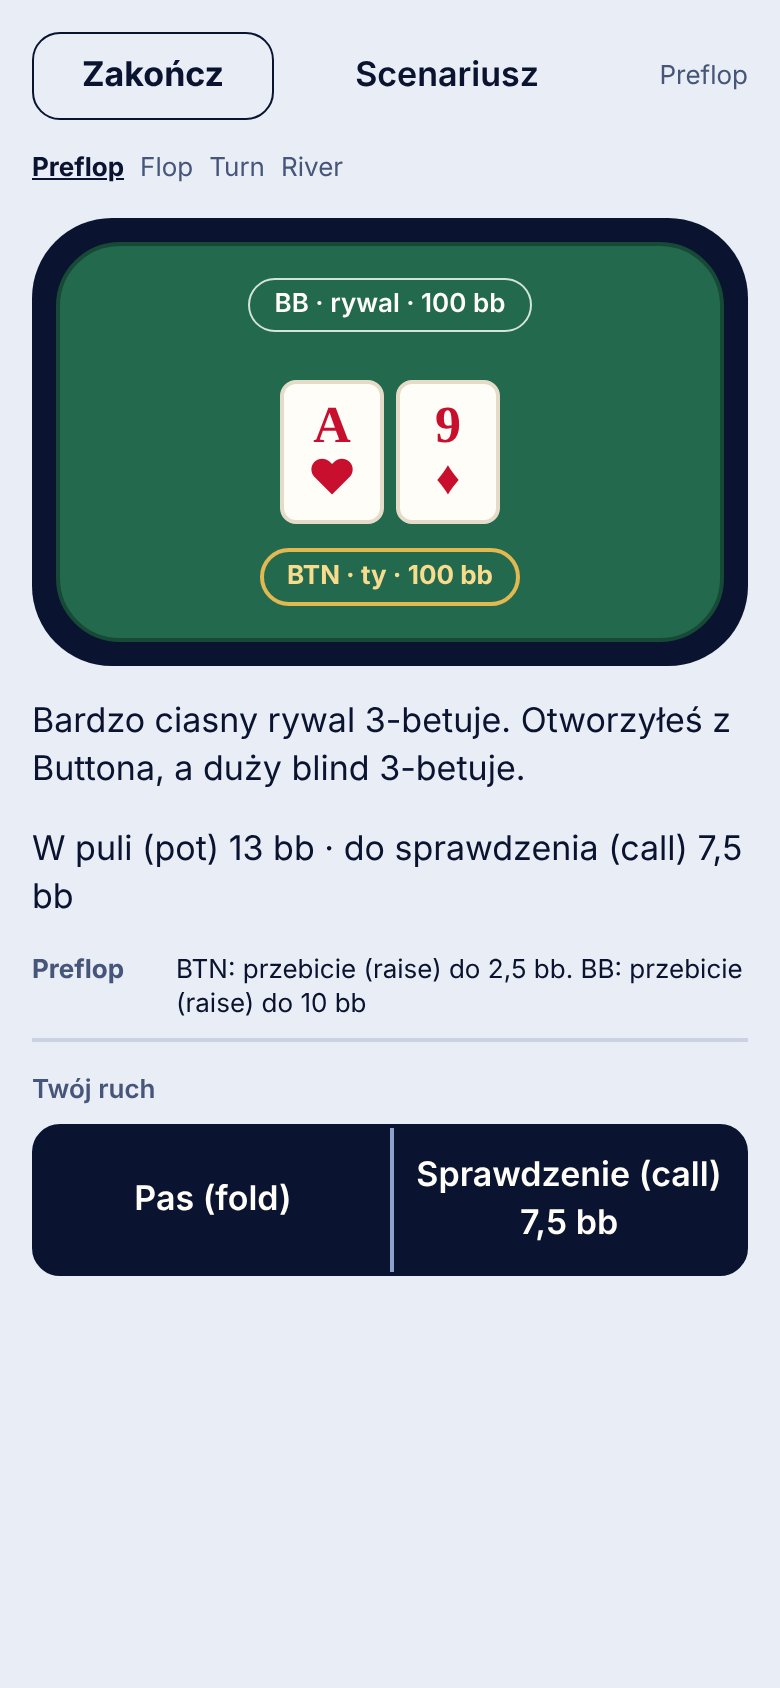 Zakończ
Scenariusz
Preflop
Preflop Flop Turn River
BB · rywal · 100 bb
A 9
♥ ♦
BTN · ty · 100 bb
Bardzo ciasny rywal 3-betuje. Otworzyłeś z
Buttona, a duży blind 3-betuje.
W puli (pot) 13 bb · do sprawdzenia (call) 7,5
bb
Preflop BTN: przebicie (raise) do 2,5 bb. BB: przebicie
(raise) do 10 bb
Twój ruch
Pas (fold)
Sprawdzenie (call)
7,5 bb